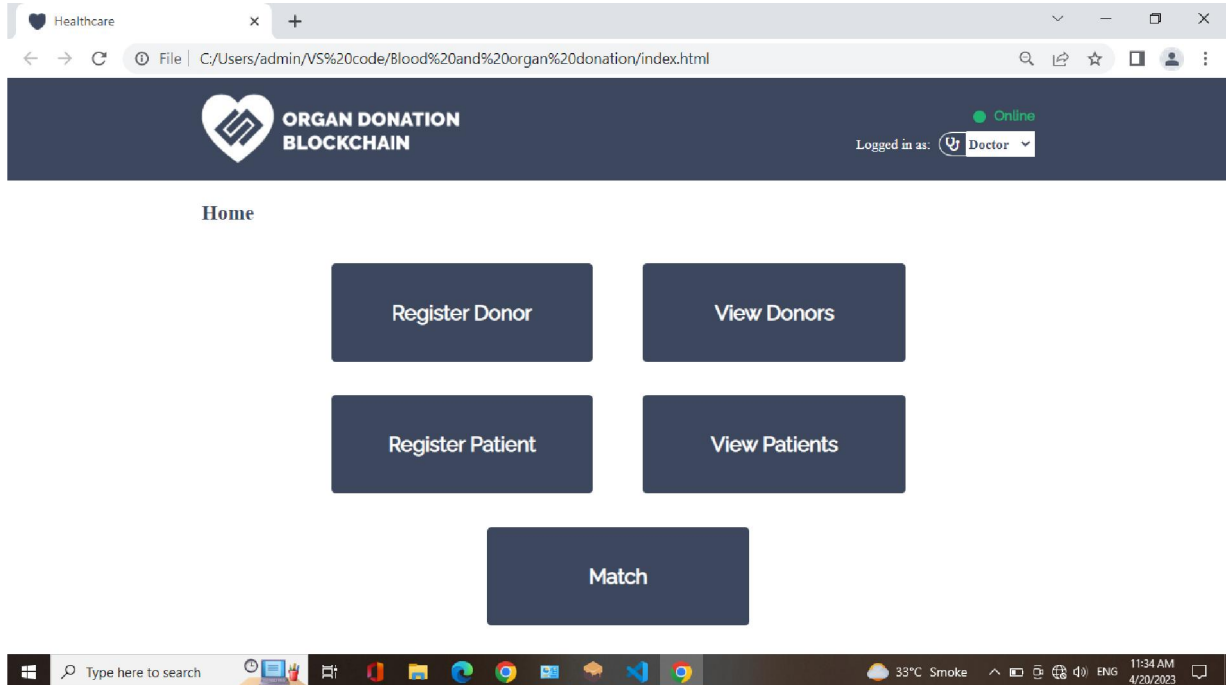 Healthcare
File C:/Users/admin/VS%20code/Blood%20and%20organ%20donation/index.html
ORGAN DONATION
BLOCKCHAIN
Online
Logged in as: Doctor
Home
Register Donor View Donors
Register Patient View Patients
Match
Type here to search 33°C Smoke ENG 11:34 AM
4/20/2023